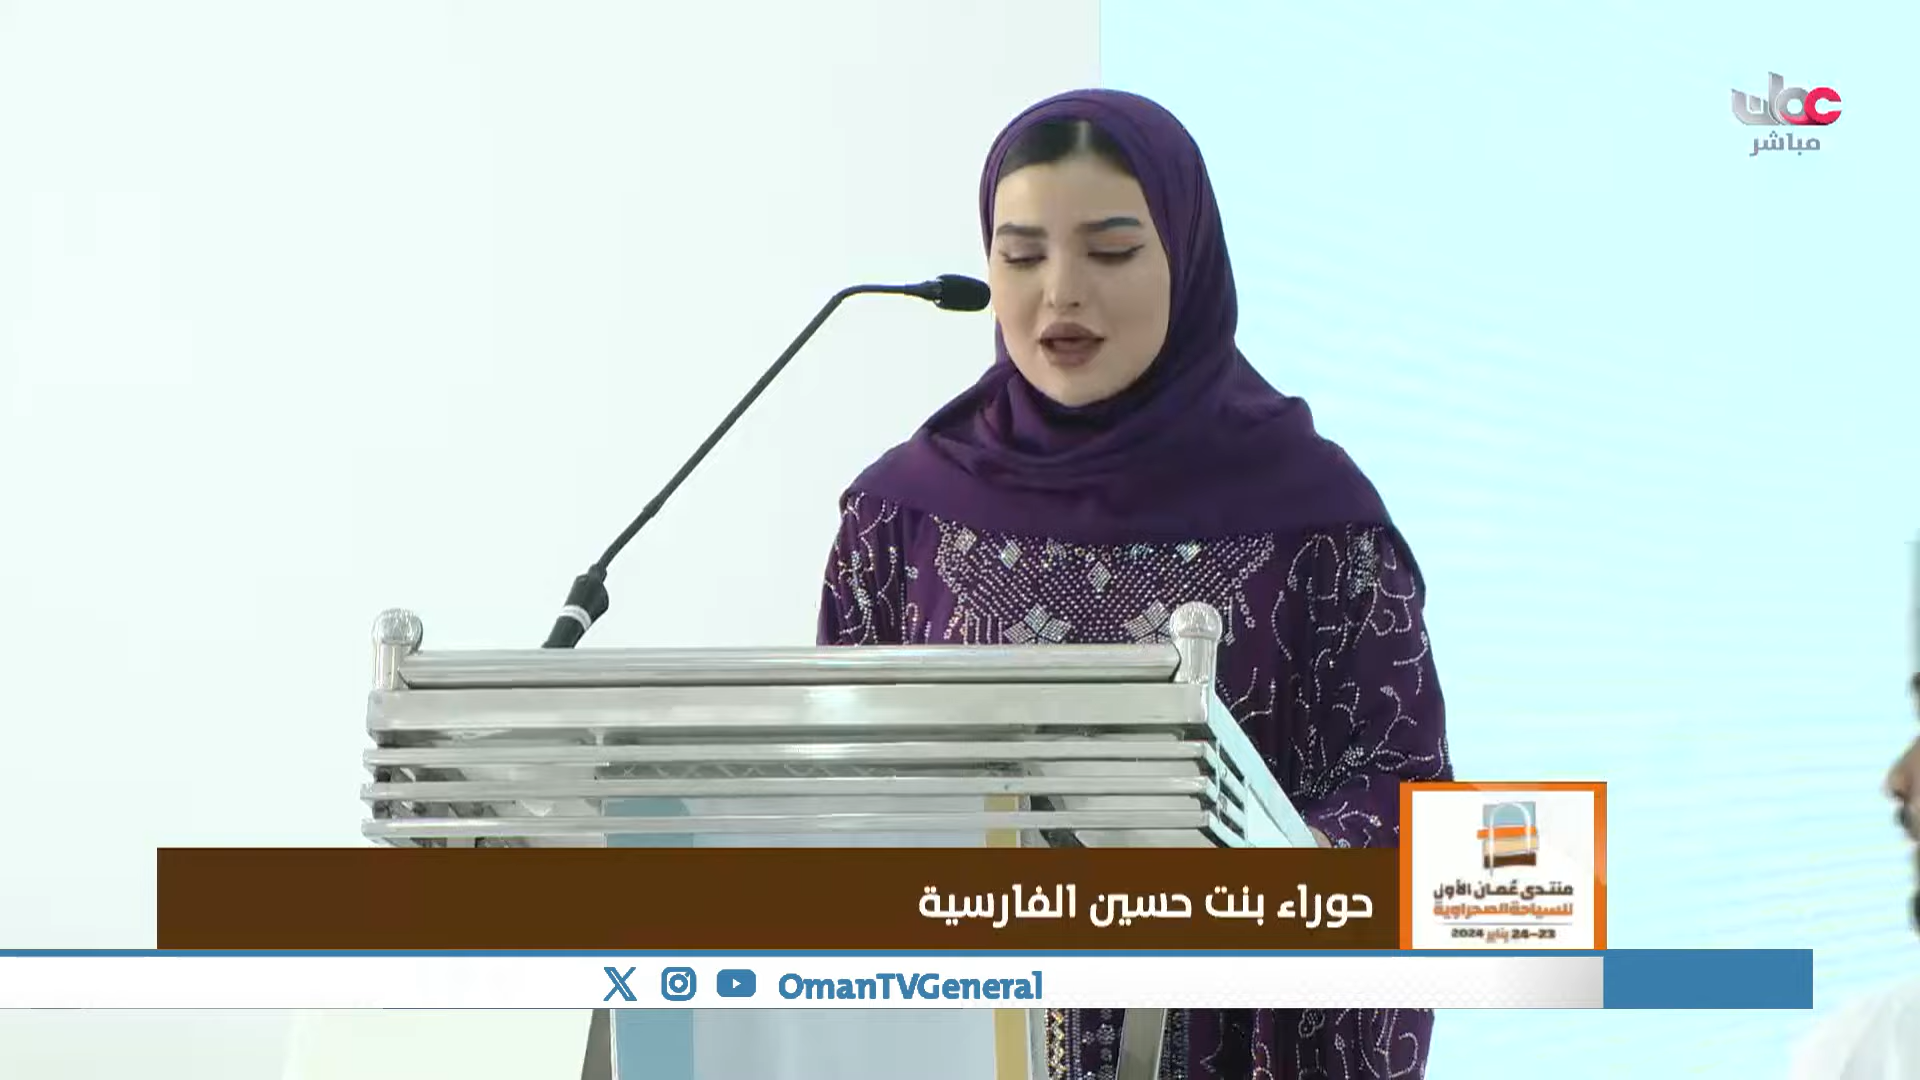 عمان
مباشر
حوراء بنت حسين الفارسية
منتدى عُمان الأول
للسياحة الصحراوية
23–24 يناير 2024
OmanTVGeneral